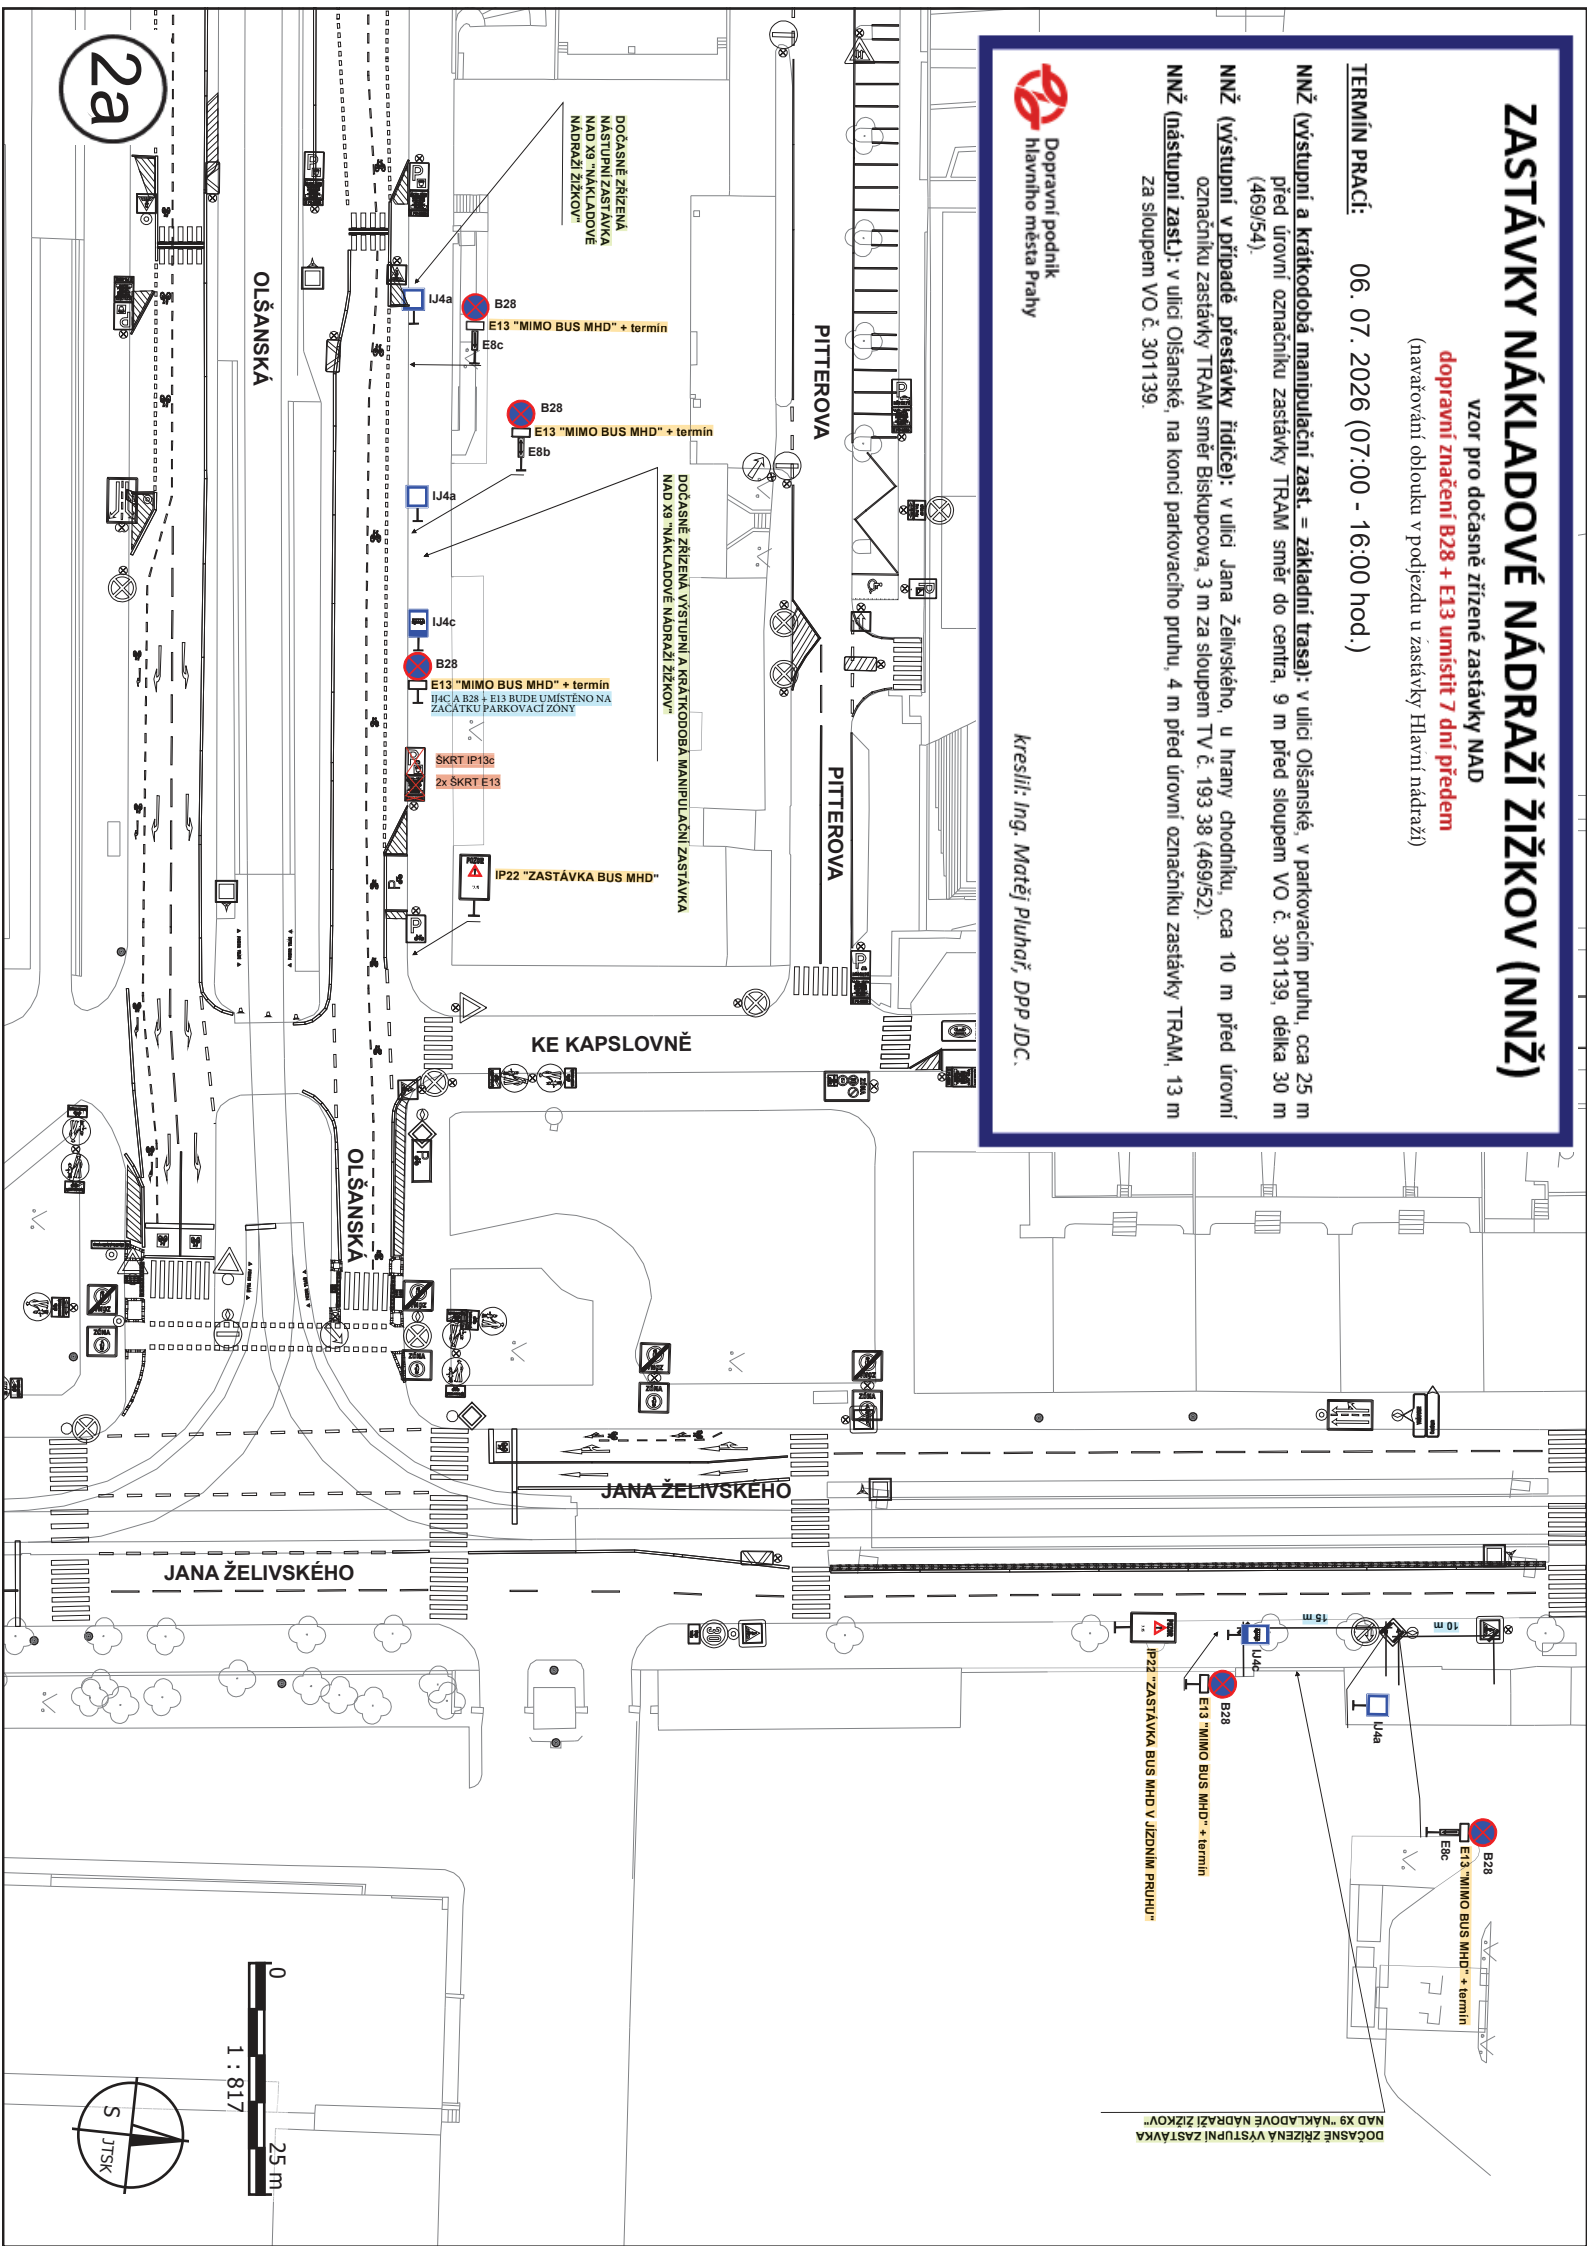 ZASTÁVKY NÁKLADOVÉ NÁDRAŽÍ ŽIŽKOV (NNŽ)
vzor pro dočasně zřízené zastávky NAD
dopravní značení B28 + E13 umístit 7 dní předem
(navařování oblouku v podjezdu u zastávky Hlavní nádraží)
TERMÍN PRACÍ: 06. 07. 2026 (07:00 - 16:00 hod.)
NNŽ (výstupní a krátkodobá manipulační zast. = základní trasa): v ulici Olšanské, v parkovacím pruhu, cca 25 m
před úrovní označníku zastávky TRAM směr do centra, 9 m před sloupem VO č. 301139, délka 30 m
(469/54).
NNŽ (výstupní v případě přestávky řidiče): v ulici Jana Želivského, u hrany chodníku, cca 10 m před úrovní
označníku zastávky TRAM směr Biskupcova, 3 m za sloupem TV č. 193 38 (469/52).
NNŽ (nástupní zast.): v ulici Olšanské, na konci parkovacího pruhu, 4 m před úrovní označníku zastávky TRAM, 13 m
za sloupem VO č. 301139.
Dopravní podnik
hlavního města Prahy
kreslil: Ing. Matěj Pluhař, DPP JDC.
2a
DOČASNĚ ZŘÍZENÁ
NÁSTUPNÍ ZASTÁVKA
NAD X9 "NÁKLADOVÉ
NÁDRAŽÍ ŽIŽKOV"
IJ4a
B28
E13 "MIMO BUS MHD" + termín
E8c
B28
E13 "MIMO BUS MHD" + termín
E8b
IJ4a
DOČASNĚ ZŘÍZENÁ VÝSTUPNÍ A KRÁTKODOBÁ MANIPULAČNÍ ZASTÁVKA
NAD X9 "NÁKLADOVÉ NÁDRAŽÍ ŽIŽKOV"
IJ4c
B28
E13 "MIMO BUS MHD" + termín
IJ4C A B28 + E13 BUDE UMÍSTĚNO NA
ZAČÁTKU PARKOVACÍ ZÓNY
ŠKRT IP13c
2x ŠKRT E13
POZOR
IP22 "ZASTÁVKA BUS MHD"
OLŠANSKÁ
OLŠANSKÁ
PITTEROVA
PITTEROVA
KE KAPSLOVNĚ
JANA ŽELIVSKÉHO
JANA ŽELIVSKÉHO
ZÓNA
ZÓNA
ZÓNA
ZÓNA
30
IP22 "ZASTÁVKA BUS MHD V JÍZDNÍM PRUHU"
IJ4c
B28
E13 "MIMO BUS MHD" + termín
15 m
10 m
IJ4a
B28
E13 "MIMO BUS MHD" + termín
E8c
DOČASNĚ ZŘÍZENÁ VÝSTUPNÍ ZASTÁVKA
NAD X9 "NÁKLADOVÉ NÁDRAŽÍ ŽIŽKOV"
0
25 m
1 : 817
S
JTSK